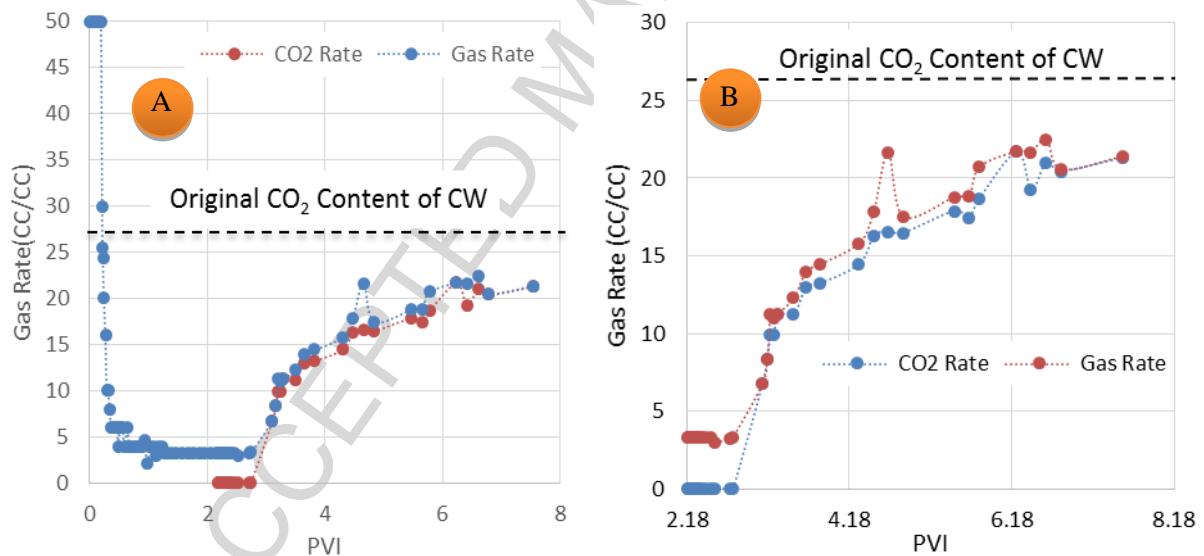 50
45
40
35
30
25
20
15
10
5
0
Gas Rate(CC/CC)
CO2 Rate
Gas Rate
A
Original CO₂ Content of CW
0
2
4
6
8
PVI
30
25
20
15
10
5
0
Gas Rate (CC/CC)
Original CO₂ Content of CW
B
CO2 Rate
Gas Rate
2.18
4.18
6.18
8.18
PVI
CCEPTED MA